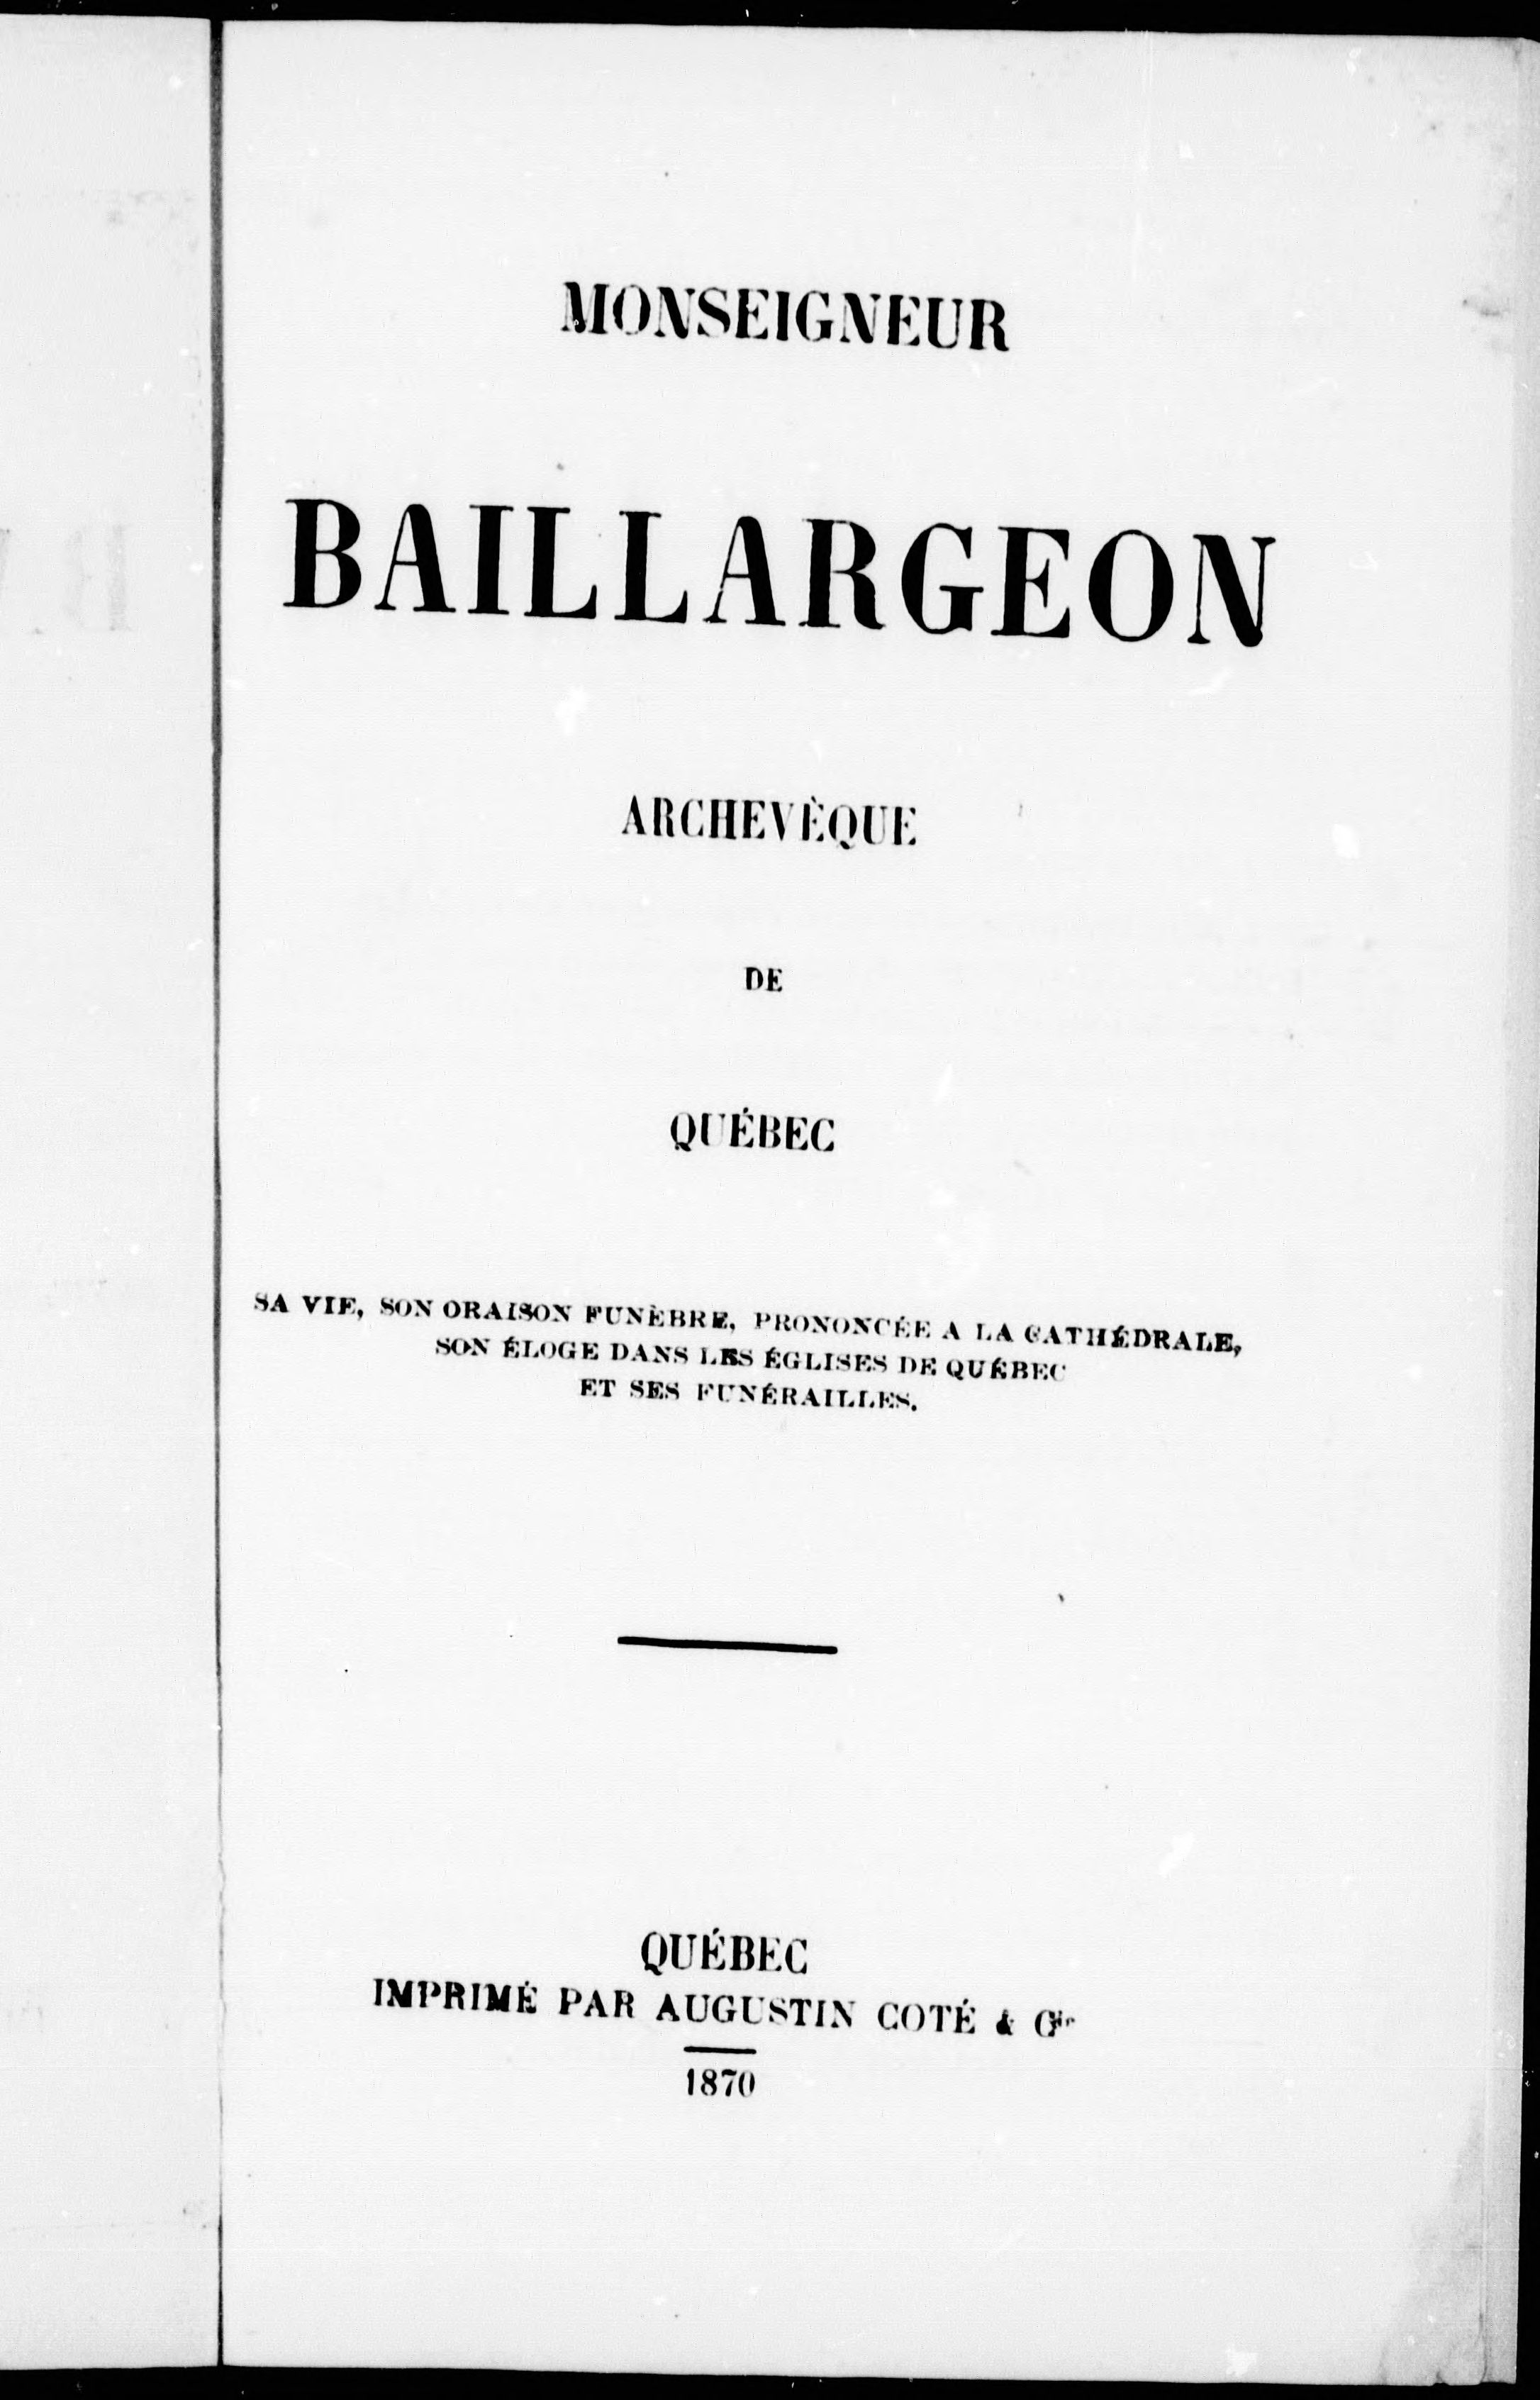 MONSEIGNEUR
BAILLARGEON
ARCHEVÊQUE
DE
QUÉBEC
SA VIE, SON ORAISON FUNÈBRE, PRONONCÉE A LA CATHÉDRALE,
SON ÉLOGE DANS LES ÉGLISES DE QUÉBEC
ET SES FUNÉRAILLES.
QUÉBEC
IMPRIMÉ PAR AUGUSTIN COTÉ & Cie
1870